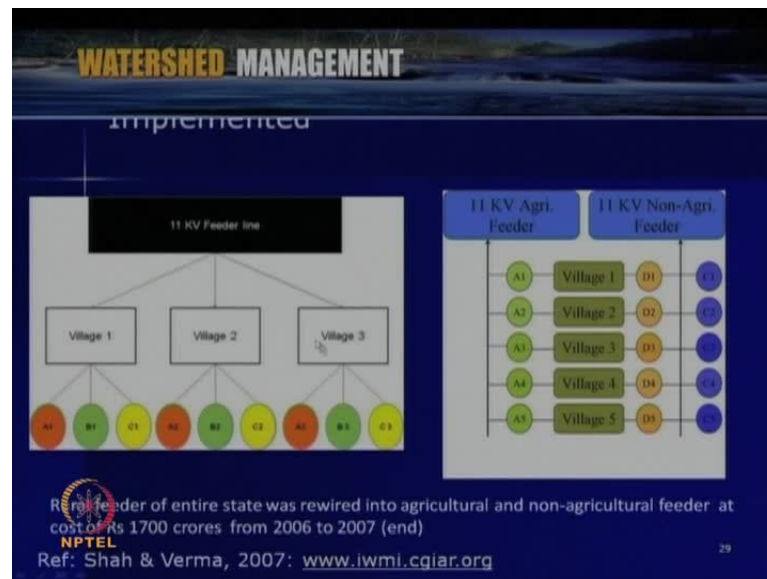 WATERSHED MANAGEMENT
Implemented
11 KV Feeder line
Village 1
Village 2
Village 3
A1
B1
C1
A2
B2
C2
A3
B3
C3
11 KV Agri. Feeder
11 KV Non-Agri. Feeder
A1 Village 1 D1 C1
A2 Village 2 D2 C2
A3 Village 3 D3 C3
A4 Village 4 D4 C4
A5 Village 5 D5 C5
feeder of entire state was rewired into agricultural and non-agricultural feeder at
cost of Rs 1700 crores from 2006 to 2007 (end)
NPTEL
Ref: Shah & Verma, 2007: www.iwmi.cgiar.org
29